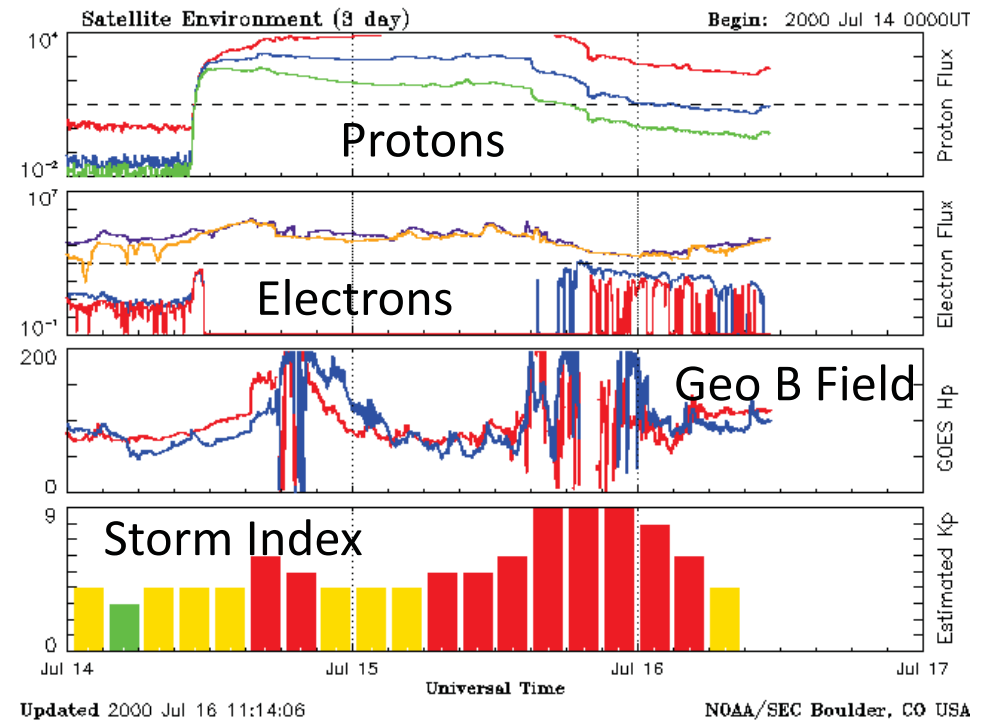 Satellite Environment (3 day) Begin: 2000 Jul 14 0000UT
10⁴
10⁻²
Protons
Proton Flux
10⁷
10⁻¹
Electrons
Electron Flux
200
0
Geo B Field
GOES Hp
9
0
Storm Index
Estimated Kp
Jul 14 Jul 15 Jul 16 Jul 17
Universal Time
Updated 2000 Jul 16 11:14:06 NOAA/SEC Boulder, CO USA